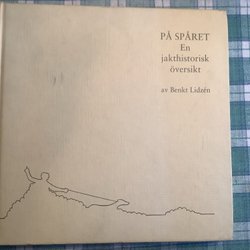 PÅ SPÅRET
En
jakthistorisk
översikt
av Benkt Lidzén